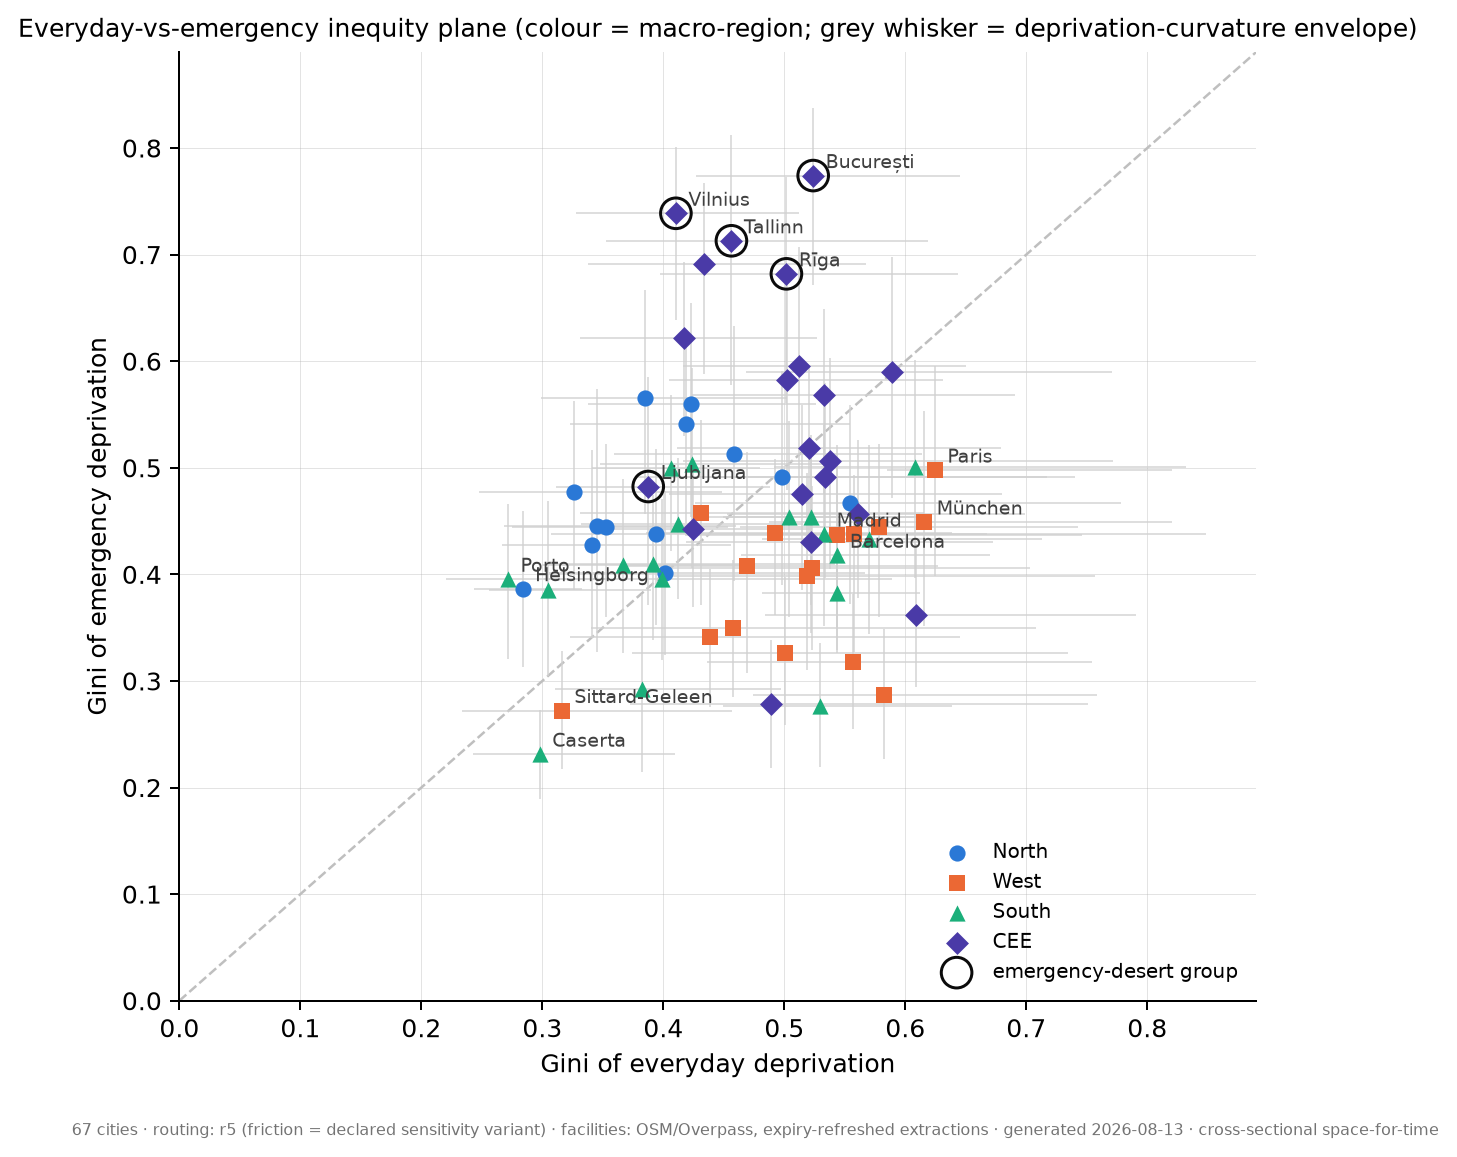 Everyday-vs-emergency inequity plane (colour = macro-region; grey whisker = deprivation-curvature envelope)
Gini of emergency deprivation
0.8
0.7
0.6
0.5
0.4
0.3
0.2
0.1
0.0
București
Vilnius
Tallinn
Rīga
Ljubljana
Paris
München
Madrid
Barcelona
Porto
Helsingborg
Sittard-Geleen
Caserta
North
West
South
CEE
emergency-desert group
0.0 0.1 0.2 0.3 0.4 0.5 0.6 0.7 0.8
Gini of everyday deprivation
67 cities · routing: r5 (friction = declared sensitivity variant) · facilities: OSM/Overpass, expiry-refreshed extractions · generated 2026-08-13 · cross-sectional space-for-time